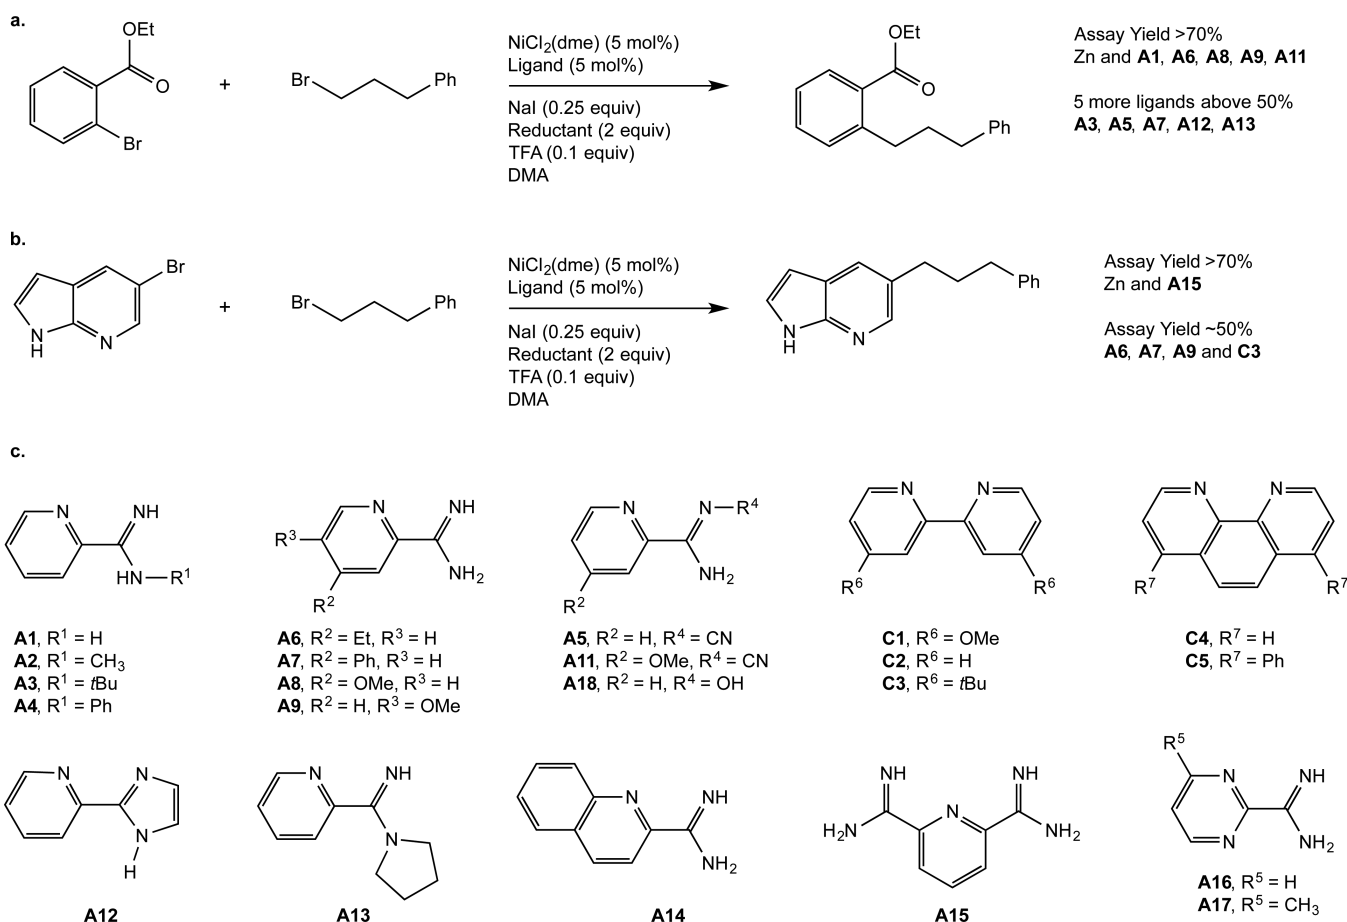 a.
OEt
O
Br
+
Br
Ph
NiCl2(dme) (5 mol%)
Ligand (5 mol%)
NaI (0.25 equiv)
Reductant (2 equiv)
TFA (0.1 equiv)
DMA
OEt
O
Ph
Assay Yield >70%
Zn and A1, A6, A8, A9, A11
5 more ligands above 50%
A3, A5, A7, A12, A13
b.
Br
N
H
N
+
Br
Ph
NiCl2(dme) (5 mol%)
Ligand (5 mol%)
NaI (0.25 equiv)
Reductant (2 equiv)
TFA (0.1 equiv)
DMA
N
H
N
Ph
Assay Yield >70%
Zn and A15
Assay Yield ~50%
A6, A7, A9 and C3
c.
N
NH
HN
R1
A1, R1 = H
A2, R1 = CH3
A3, R1 = tBu
A4, R1 = Ph
N
NH
R3
NH2
R2
A6, R2 = Et, R3 = H
A7, R2 = Ph, R3 = H
A8, R2 = OMe, R3 = H
A9, R2 = H, R3 = OMe
N
N
R4
NH2
R2
A5, R2 = H, R4 = CN
A11, R2 = OMe, R4 = CN
A18, R2 = H, R4 = OH
N
N
R6
R6
C1, R6 = OMe
C2, R6 = H
C3, R6 = tBu
N
N
R7
R7
C4, R7 = H
C5, R7 = Ph
N
N
N
H
A12
N
NH
N
A13
N
NH
NH2
A14
NH
NH
H2N
N
NH2
A15
R5
N
NH
N
NH2
A16, R5 = H
A17, R5 = CH3